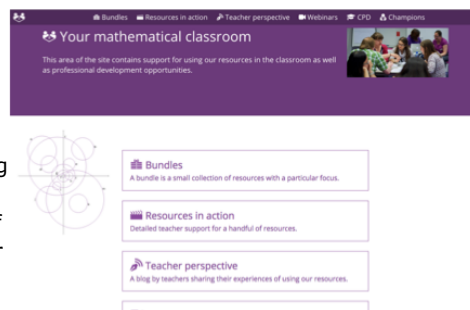 Bundles Resources in action Teacher perspective Webinars CPD Champions
Your mathematical classroom
This area of the site contains support for using our resources in the classroom as well
as professional development opportunities.
g
Bundles
A bundle is a small collection of resources with a particular focus.
Resources in action
Detailed teacher support for a handful of resources.
Teacher perspective
A blog by teachers sharing their experiences of using our resources.